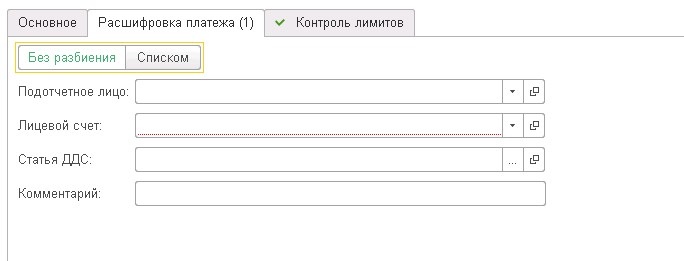 Основное Расшифровка платежа (1) Контроль лимитов
Без разбиения Списком
Подотчетное лицо:
Лицевой счет:
Статья ДДС: ...
Комментарий: